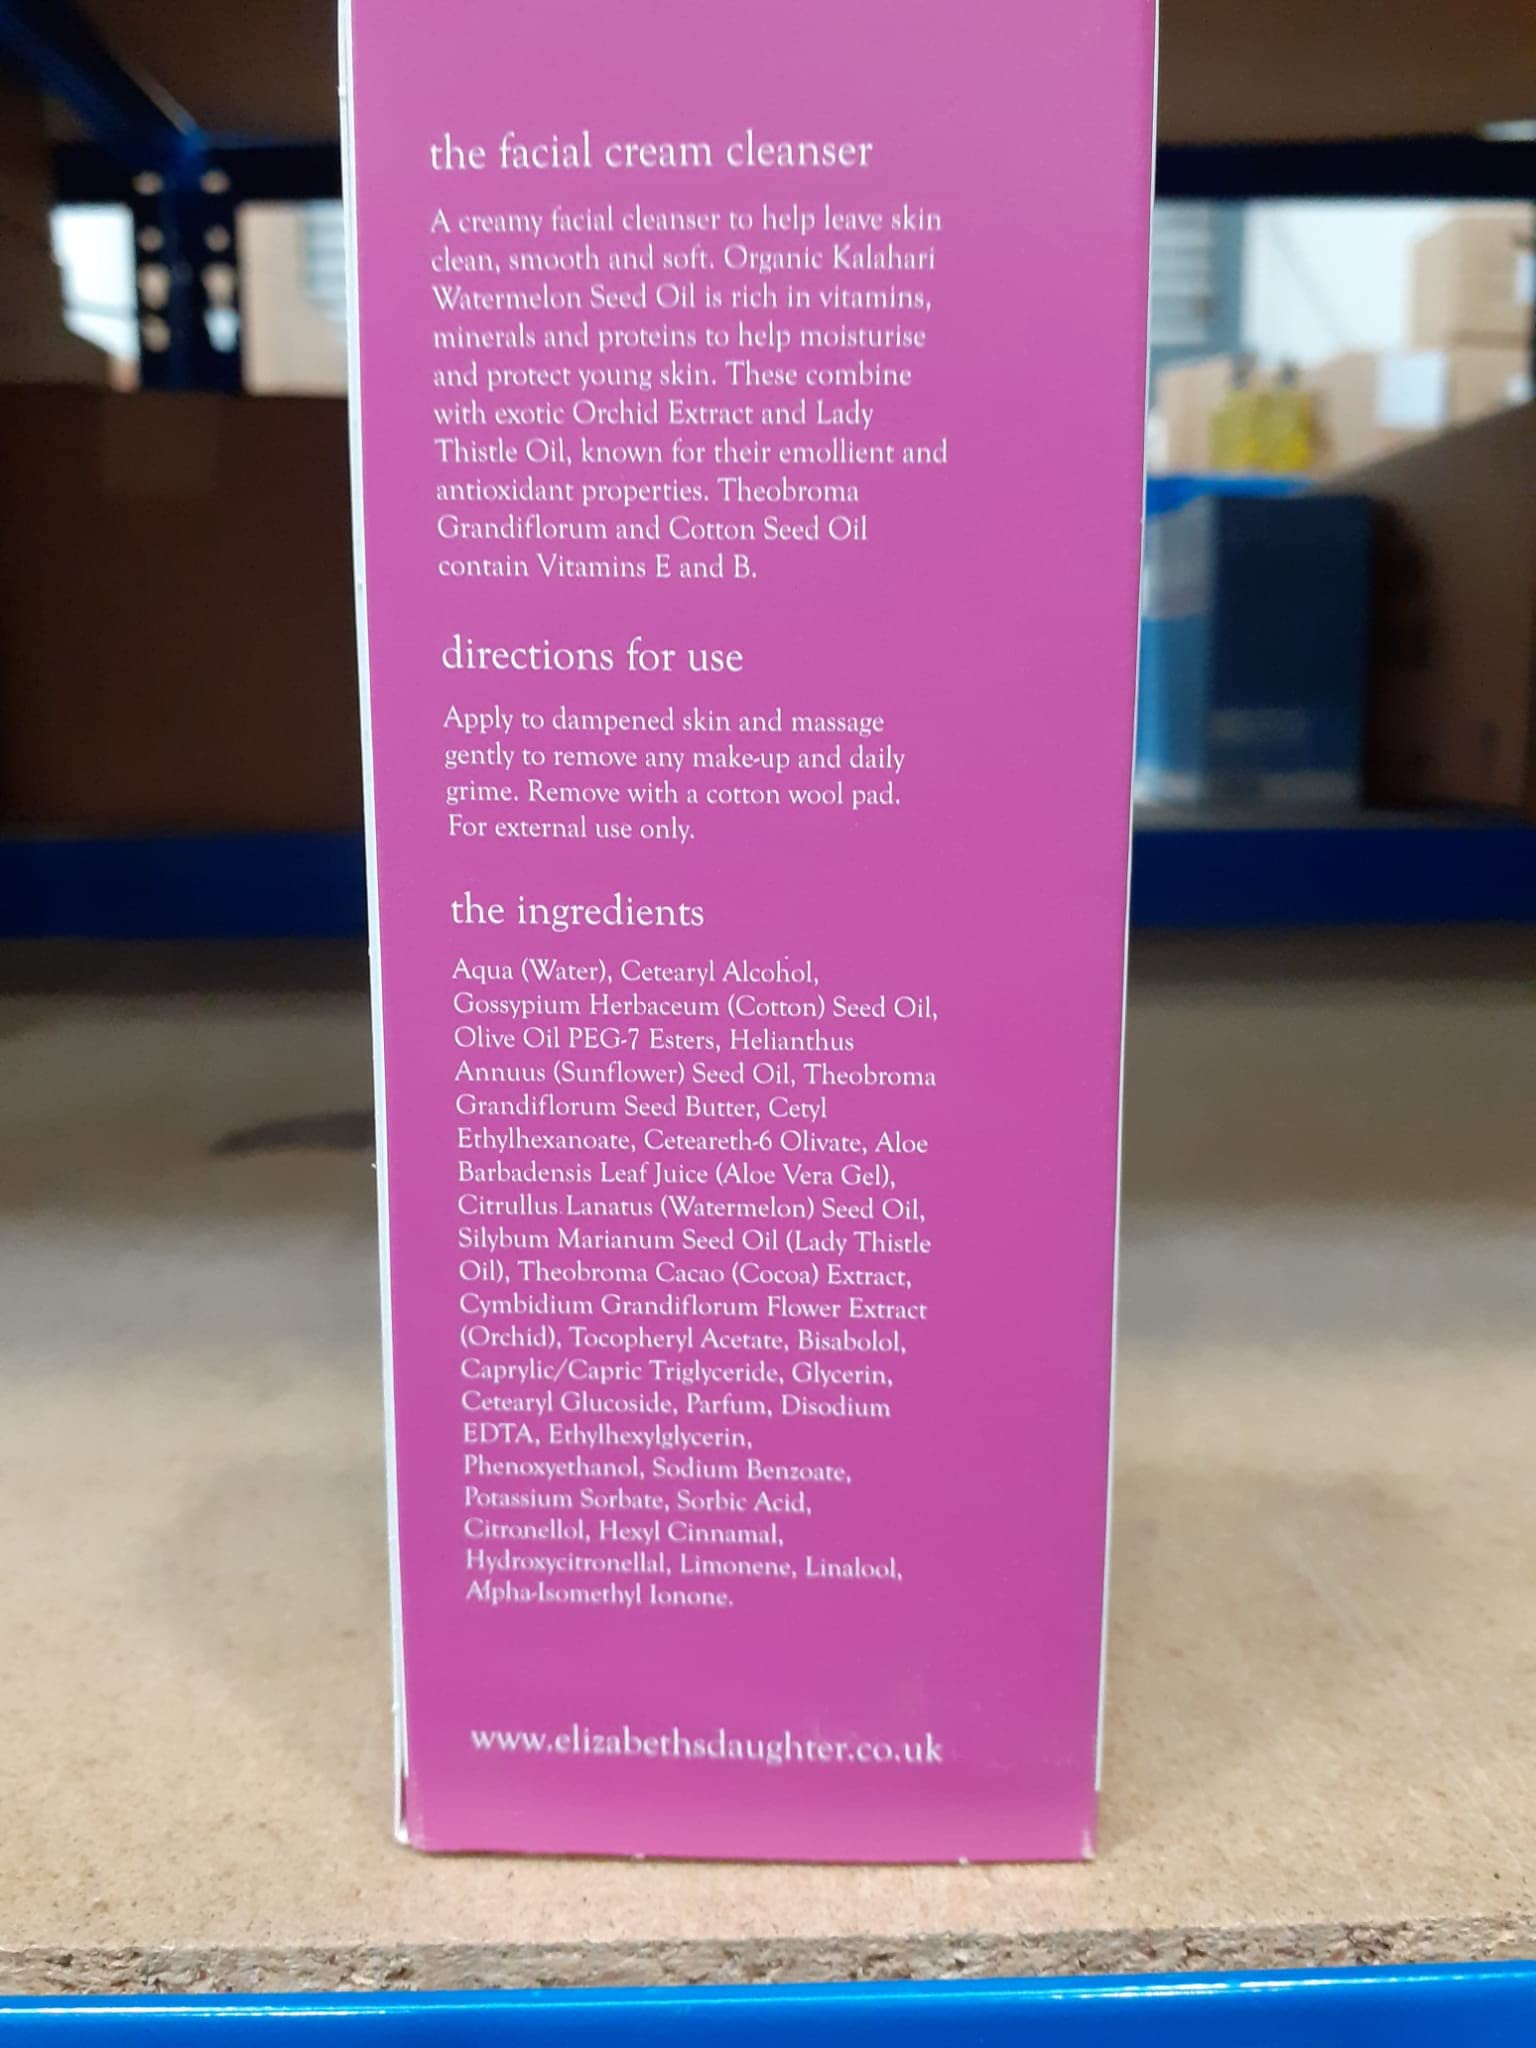 the facial cream cleanser
A creamy facial cleanser to help leave skin
clean, smooth and soft. Organic Kalahari
Watermelon Seed Oil is rich in vitamins,
minerals and proteins to help moisturise
and protect young skin. These combine
with exotic Orchid Extract and Lady
Thistle Oil, known for their emollient and
antioxidant properties. Theobroma
Grandiflorum and Cotton Seed Oil
contain Vitamins E and B.
directions for use
Apply to dampened skin and massage
gently to remove any make-up and daily
grime. Remove with a cotton wool pad.
For external use only.
the ingredients
Aqua (Water), Cetearyl Alcohol,
Gossypium Herbaceum (Cotton) Seed Oil,
Olive Oil PEG-7 Esters, Helianthus
Annuus (Sunflower) Seed Oil, Theobroma
Grandiflorum Seed Butter, Cetyl
Ethylhexanoate, Ceteareth-6 Olivate, Aloe
Barbadensis Leaf Juice (Aloe Vera Gel),
Citrullus Lanatus (Watermelon) Seed Oil,
Silybum Marianum Seed Oil (Lady Thistle
Oil), Theobroma Cacao (Cocoa) Extract,
Cymbidium Grandiflorum Flower Extract
(Orchid), Tocopheryl Acetate, Bisabolol,
Caprylic/Capric Triglyceride, Glycerin,
Cetearyl Glucoside, Parfum, Disodium
EDTA, Ethylhexylglycerin,
Phenoxyethanol, Sodium Benzoate,
Potassium Sorbate, Sorbic Acid,
Citronellol, Hexyl Cinnamal,
Hydroxycitronellal, Limonene, Linalool,
Alpha-Isomethyl Ionone.
www.elizabethsdaughter.co.uk